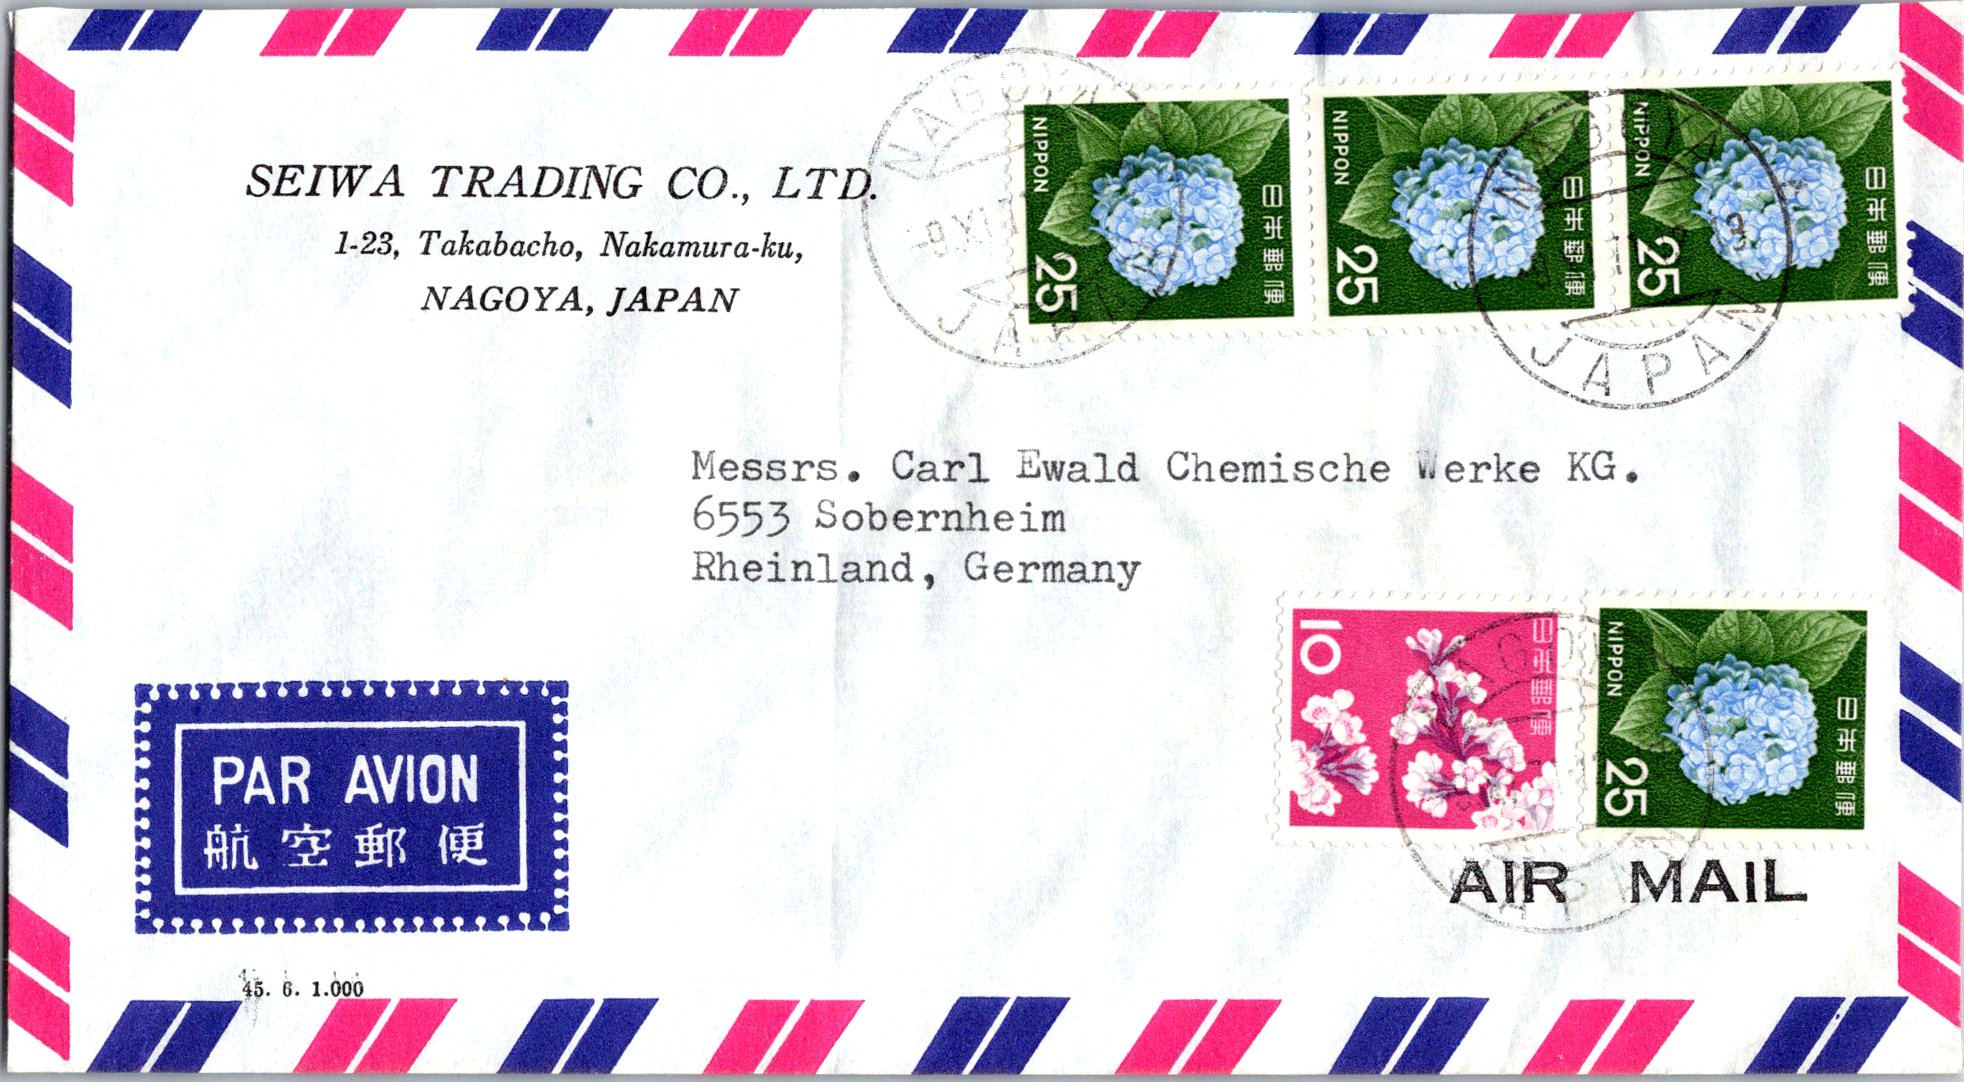 SEIWA TRADING CO., LTD.
1-23, Takabacho, Nakamura-ku,
NAGOYA, JAPAN
NAGOYA
JAPAN
NIPPON
25
日本郵便
NIPPON
25
日本郵便
NIPPON
25
日本郵便
NAGOYA
JAPAN
Messrs. Carl Ewald Chemische Werke KG.
6553 Sobernheim
Rheinland, Germany
10
日本郵便
NIPPON
25
日本郵便
AIR MAIL
PAR AVION
航空郵便
45. 6. 1.000